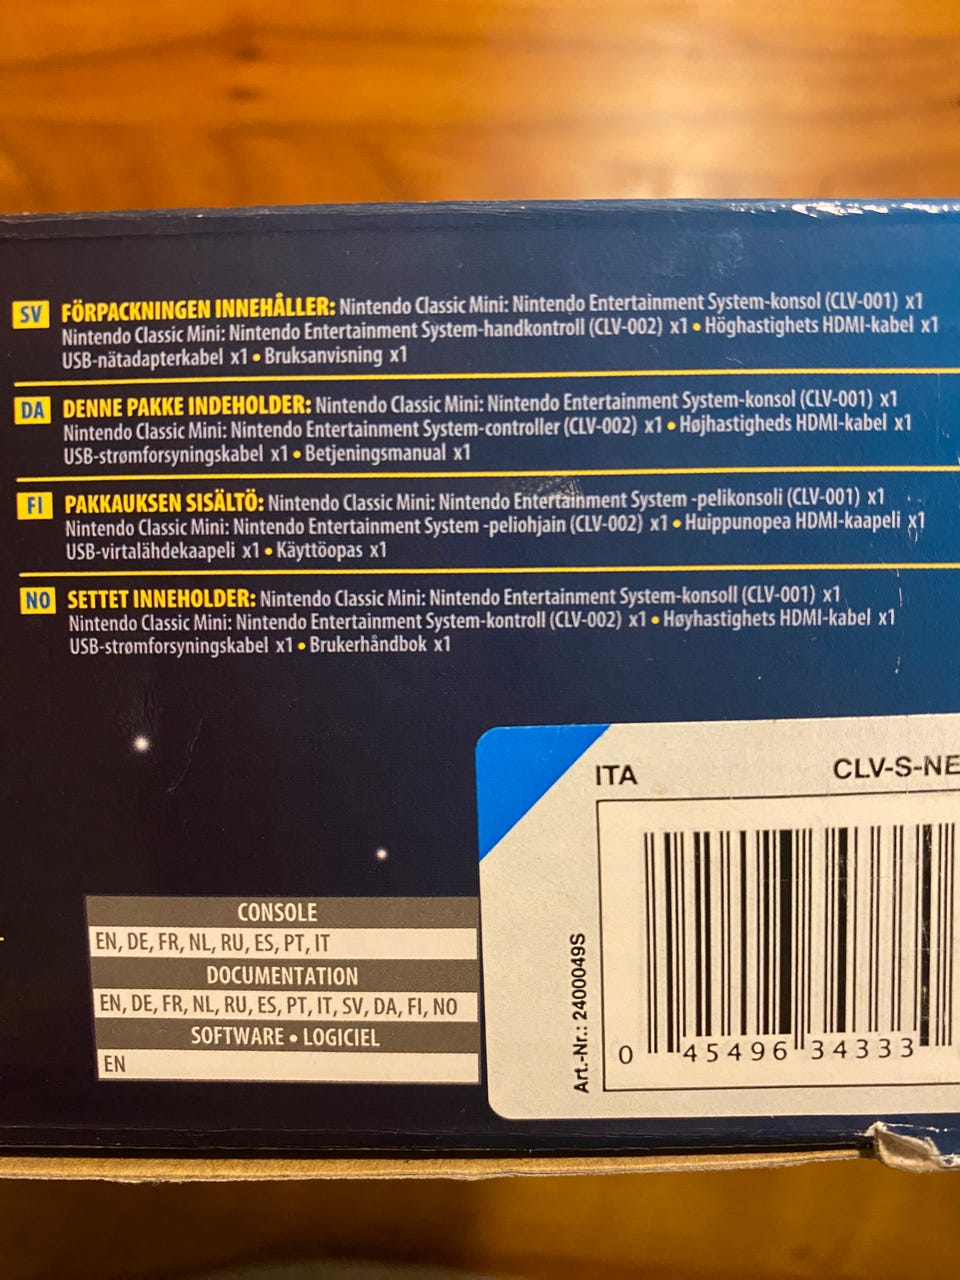 SV FÖRPACKNINGEN INNEHÅLLER: Nintendo Classic Mini: Nintendo Entertainment System-konsol (CLV-001) x1
Nintendo Classic Mini: Nintendo Entertainment System-handkontroll (CLV-002) x1 • Höghastighets HDMI-kabel x1
USB-nätadapterkabel x1 • Bruksanvisning x1
DA DENNE PAKKE INDEHOLDER: Nintendo Classic Mini: Nintendo Entertainment System-konsol (CLV-001) x1
Nintendo Classic Mini: Nintendo Entertainment System-controller (CLV-002) x1 • Højhastigheds HDMI-kabel x1
USB-strømforsyningskabel x1 • Betjeningsmanual x1
FI PAKKAUKSEN SISÄLTÖ: Nintendo Classic Mini: Nintendo Entertainment System -pelikonsoli (CLV-001) x1
Nintendo Classic Mini: Nintendo Entertainment System -peliohjain (CLV-002) x1 • Huippunopea HDMI-kaapeli x1
USB-virtalähdekaapeli x1 • Käyttöopas x1
NO SETTET INNEHOLDER: Nintendo Classic Mini: Nintendo Entertainment System-konsoll (CLV-001) x1
Nintendo Classic Mini: Nintendo Entertainment System-kontroll (CLV-002) x1 • Høyhastighets HDMI-kabel x1
USB-strømforsyningskabel x1 • Brukerhåndbok x1
CONSOLE
EN, DE, FR, NL, RU, ES, PT, IT
DOCUMENTATION
EN, DE, FR, NL, RU, ES, PT, IT, SV, DA, FI, NO
SOFTWARE • LOGICIEL
EN
ITA CLV-S-NE
Art.-Nr.: 2400049S
0 45496 34333